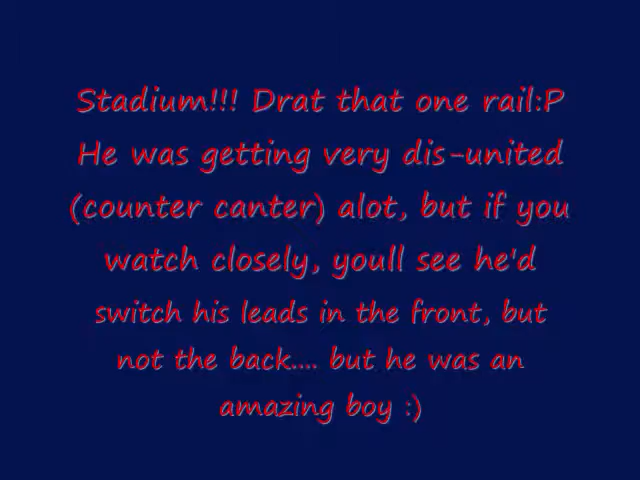 Stadium!!! Drat that one rail:P
He was getting very dis-united
(counter canter) alot, but if you
watch closely, youll see he'd
switch his leads in the front, but
not the back.... but he was an
amazing boy :)